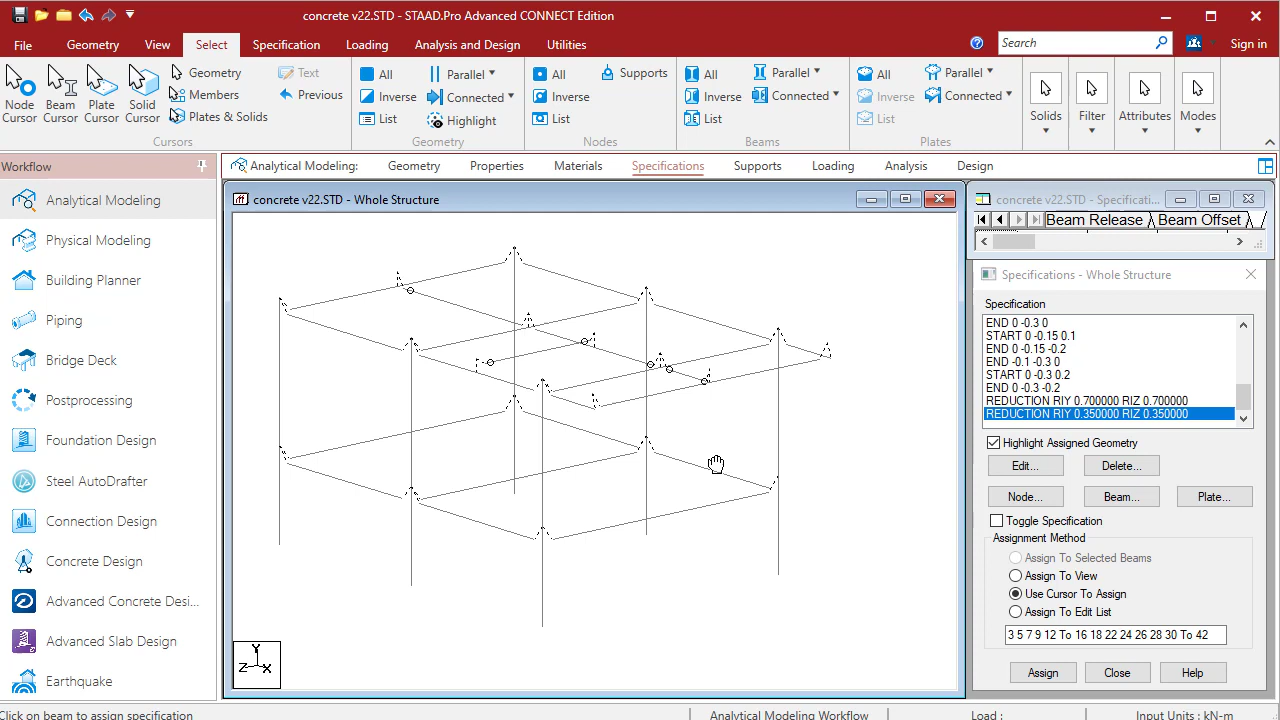 concrete v22.STD - STAAD.Pro Advanced CONNECT Edition
File Geometry View Select Specification Loading Analysis and Design Utilities Search Sign in
Node Cursor
Beam Cursor
Plate Cursor
Solid Cursor
Geometry
Members
Plates & Solids
Text
Previous
Cursors
All
Inverse
List
Parallel
Connected
Highlight
Geometry
All
Inverse
List
Supports
Nodes
All
Inverse
List
Parallel
Connected
Beams
All
Inverse
List
Parallel
Connected
Plates
Solids
Filter
Attributes
Modes
Workflow
Analytical Modeling: Geometry Properties Materials Specifications Supports Loading Analysis Design
Analytical Modeling
Physical Modeling
Building Planner
Piping
Bridge Deck
Postprocessing
Foundation Design
Steel AutoDrafter
Connection Design
Concrete Design
Advanced Concrete Desi...
Advanced Slab Design
Earthquake
concrete v22.STD - Whole Structure
Y
Z X
concrete v22.STD - Specificati...
Beam Release Beam Offset
Specifications - Whole Structure
Specification
END 0 -0.3 0
START 0 -0.15 0.1
END 0 -0.15 -0.2
END -0.1 -0.3 0
START 0 -0.3 0.2
END 0 -0.3 -0.2
REDUCTION RIY 0.700000 RIZ 0.700000
REDUCTION RIY 0.350000 RIZ 0.350000
Highlight Assigned Geometry
Edit... Delete...
Node... Beam... Plate...
Toggle Specification
Assignment Method
Assign To Selected Beams
Assign To View
Use Cursor To Assign
Assign To Edit List
3 5 7 9 12 To 16 18 22 24 26 28 30 To 42
Assign Close Help
Click on beam to assign specification
Analytical Modeling Workflow
Load :
Input Units : kN-m